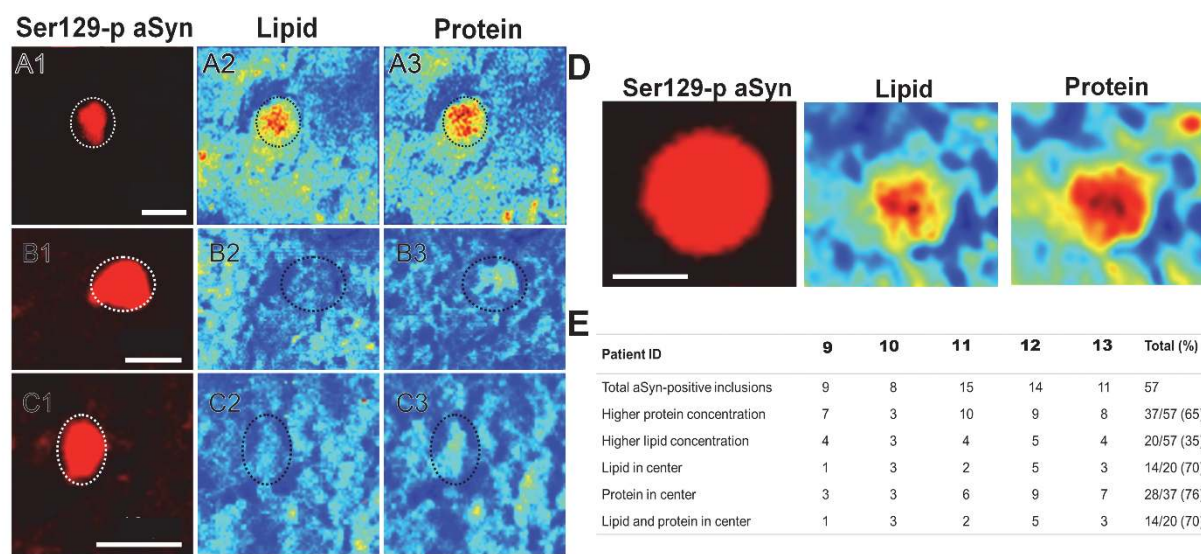 Ser129-p aSyn Lipid Protein
A1 A2 A3
B1 B2 B3
C1 C2 C3
D
Ser129-p aSyn Lipid Protein
E
Patient ID 9 10 11 12 13 Total (%)
Total aSyn-positive inclusions 9 8 15 14 11 57
Higher protein concentration 7 3 10 9 8 37/57 (65)
Higher lipid concentration 4 3 4 5 4 20/57 (35)
Lipid in center 1 3 2 5 3 14/20 (70)
Protein in center 3 3 6 9 7 28/37 (76)
Lipid and protein in center 1 3 2 5 3 14/20 (70)